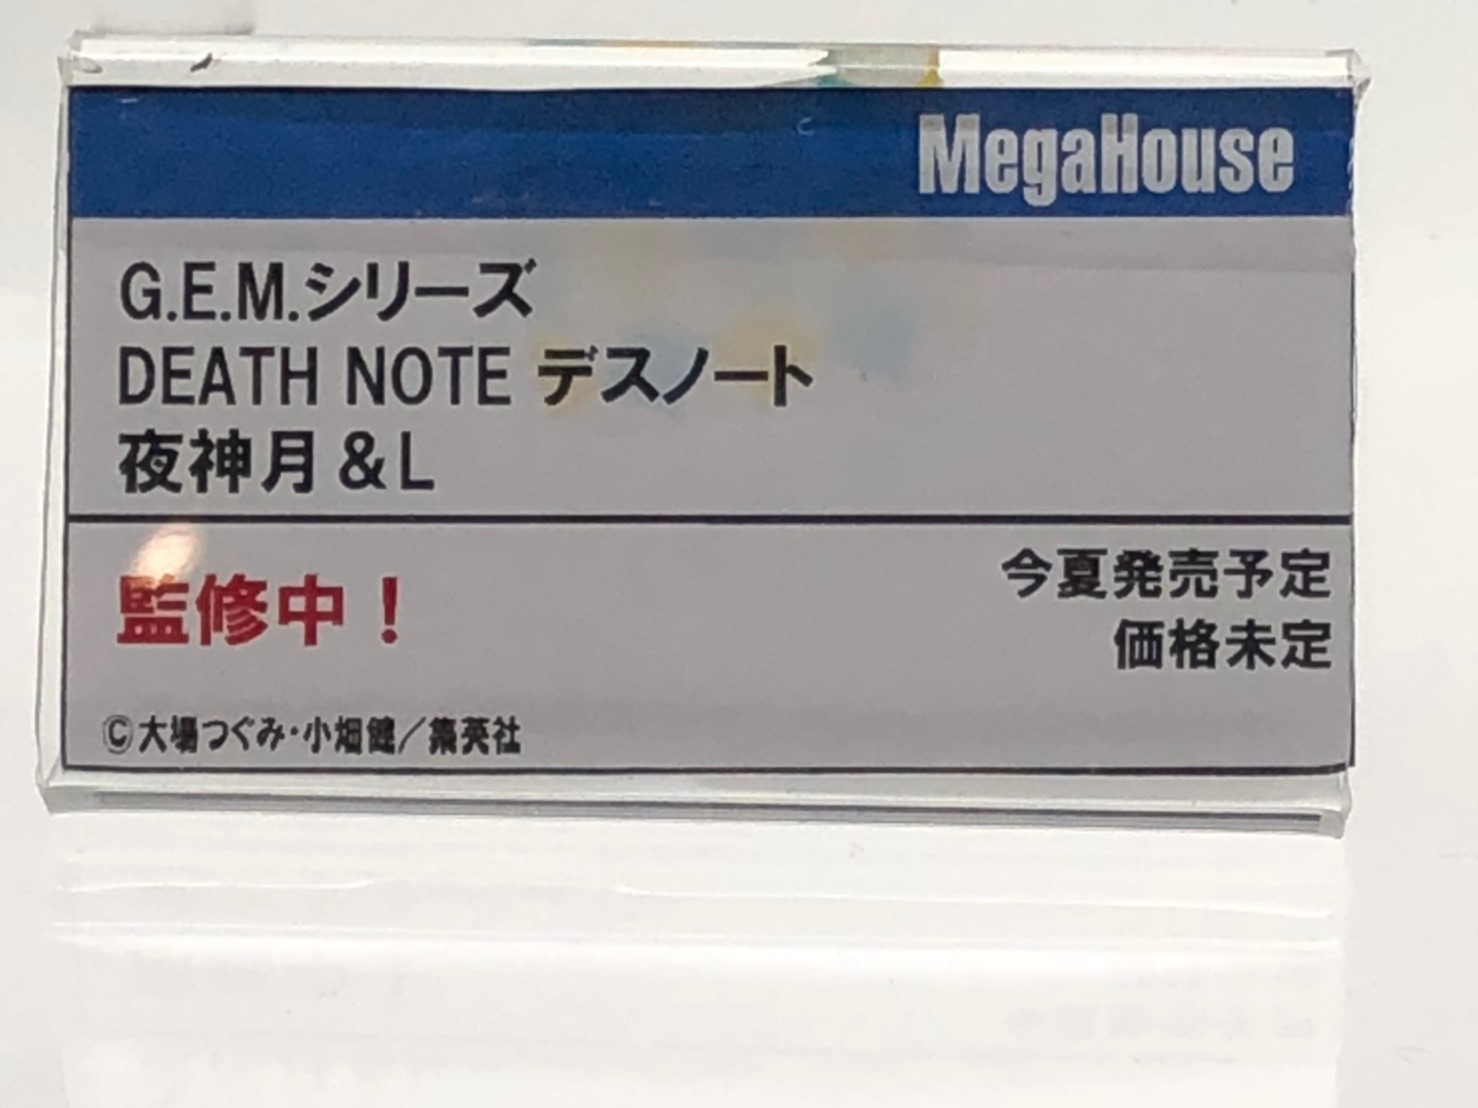 MegaHouse
G.E.M.シリーズ
DEATH NOTE デスノート
夜神月&L
監修中！
今夏発売予定
価格未定
©大場つぐみ・小畑健／集英社